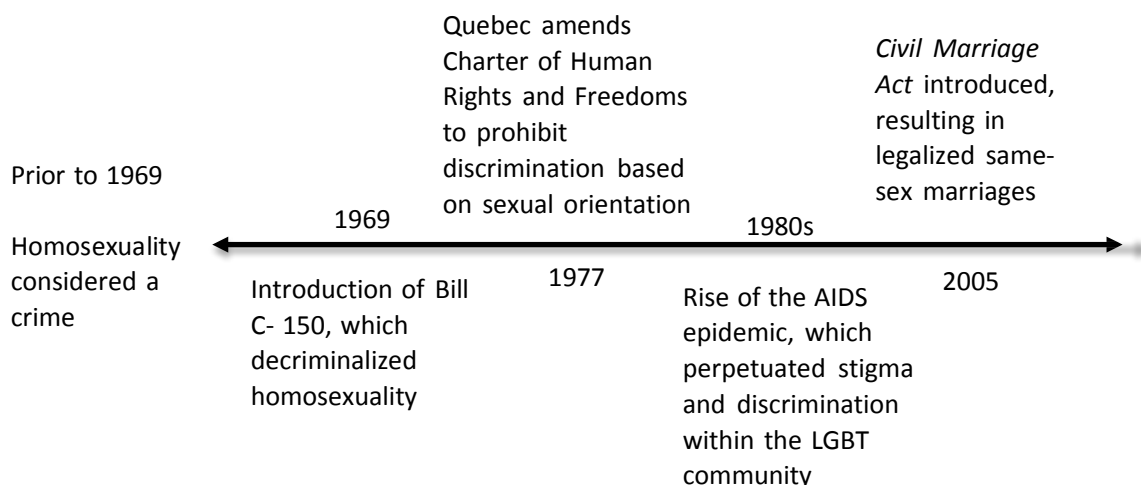 Prior to 1969
Homosexuality
considered a
crime
1969
Introduction of Bill
C- 150, which
decriminalized
homosexuality
Quebec amends
Charter of Human
Rights and Freedoms
to prohibit
discrimination based
on sexual orientation
1977
1980s
Rise of the AIDS
epidemic, which
perpetuated stigma
and discrimination
within the LGBT
community
Civil Marriage
Act introduced,
resulting in
legalized same-
sex marriages
2005